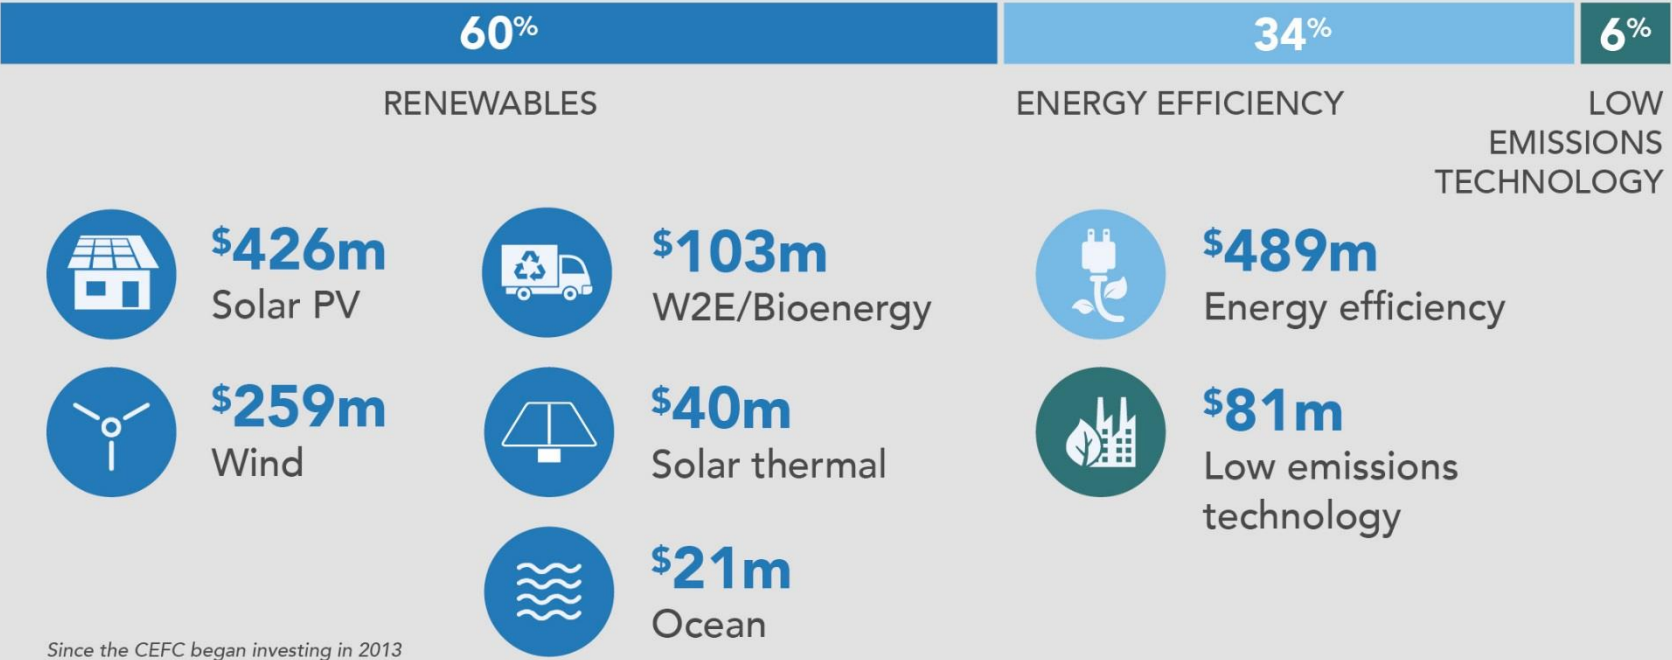 60%
34%
6%
RENEWABLES
ENERGY EFFICIENCY
LOW
EMISSIONS
TECHNOLOGY
$426m
Solar PV
$259m
Wind
$103m
W2E/Bioenergy
$40m
Solar thermal
$21m
Ocean
$489m
Energy efficiency
$81m
Low emissions
technology
Since the CEFC began investing in 2013